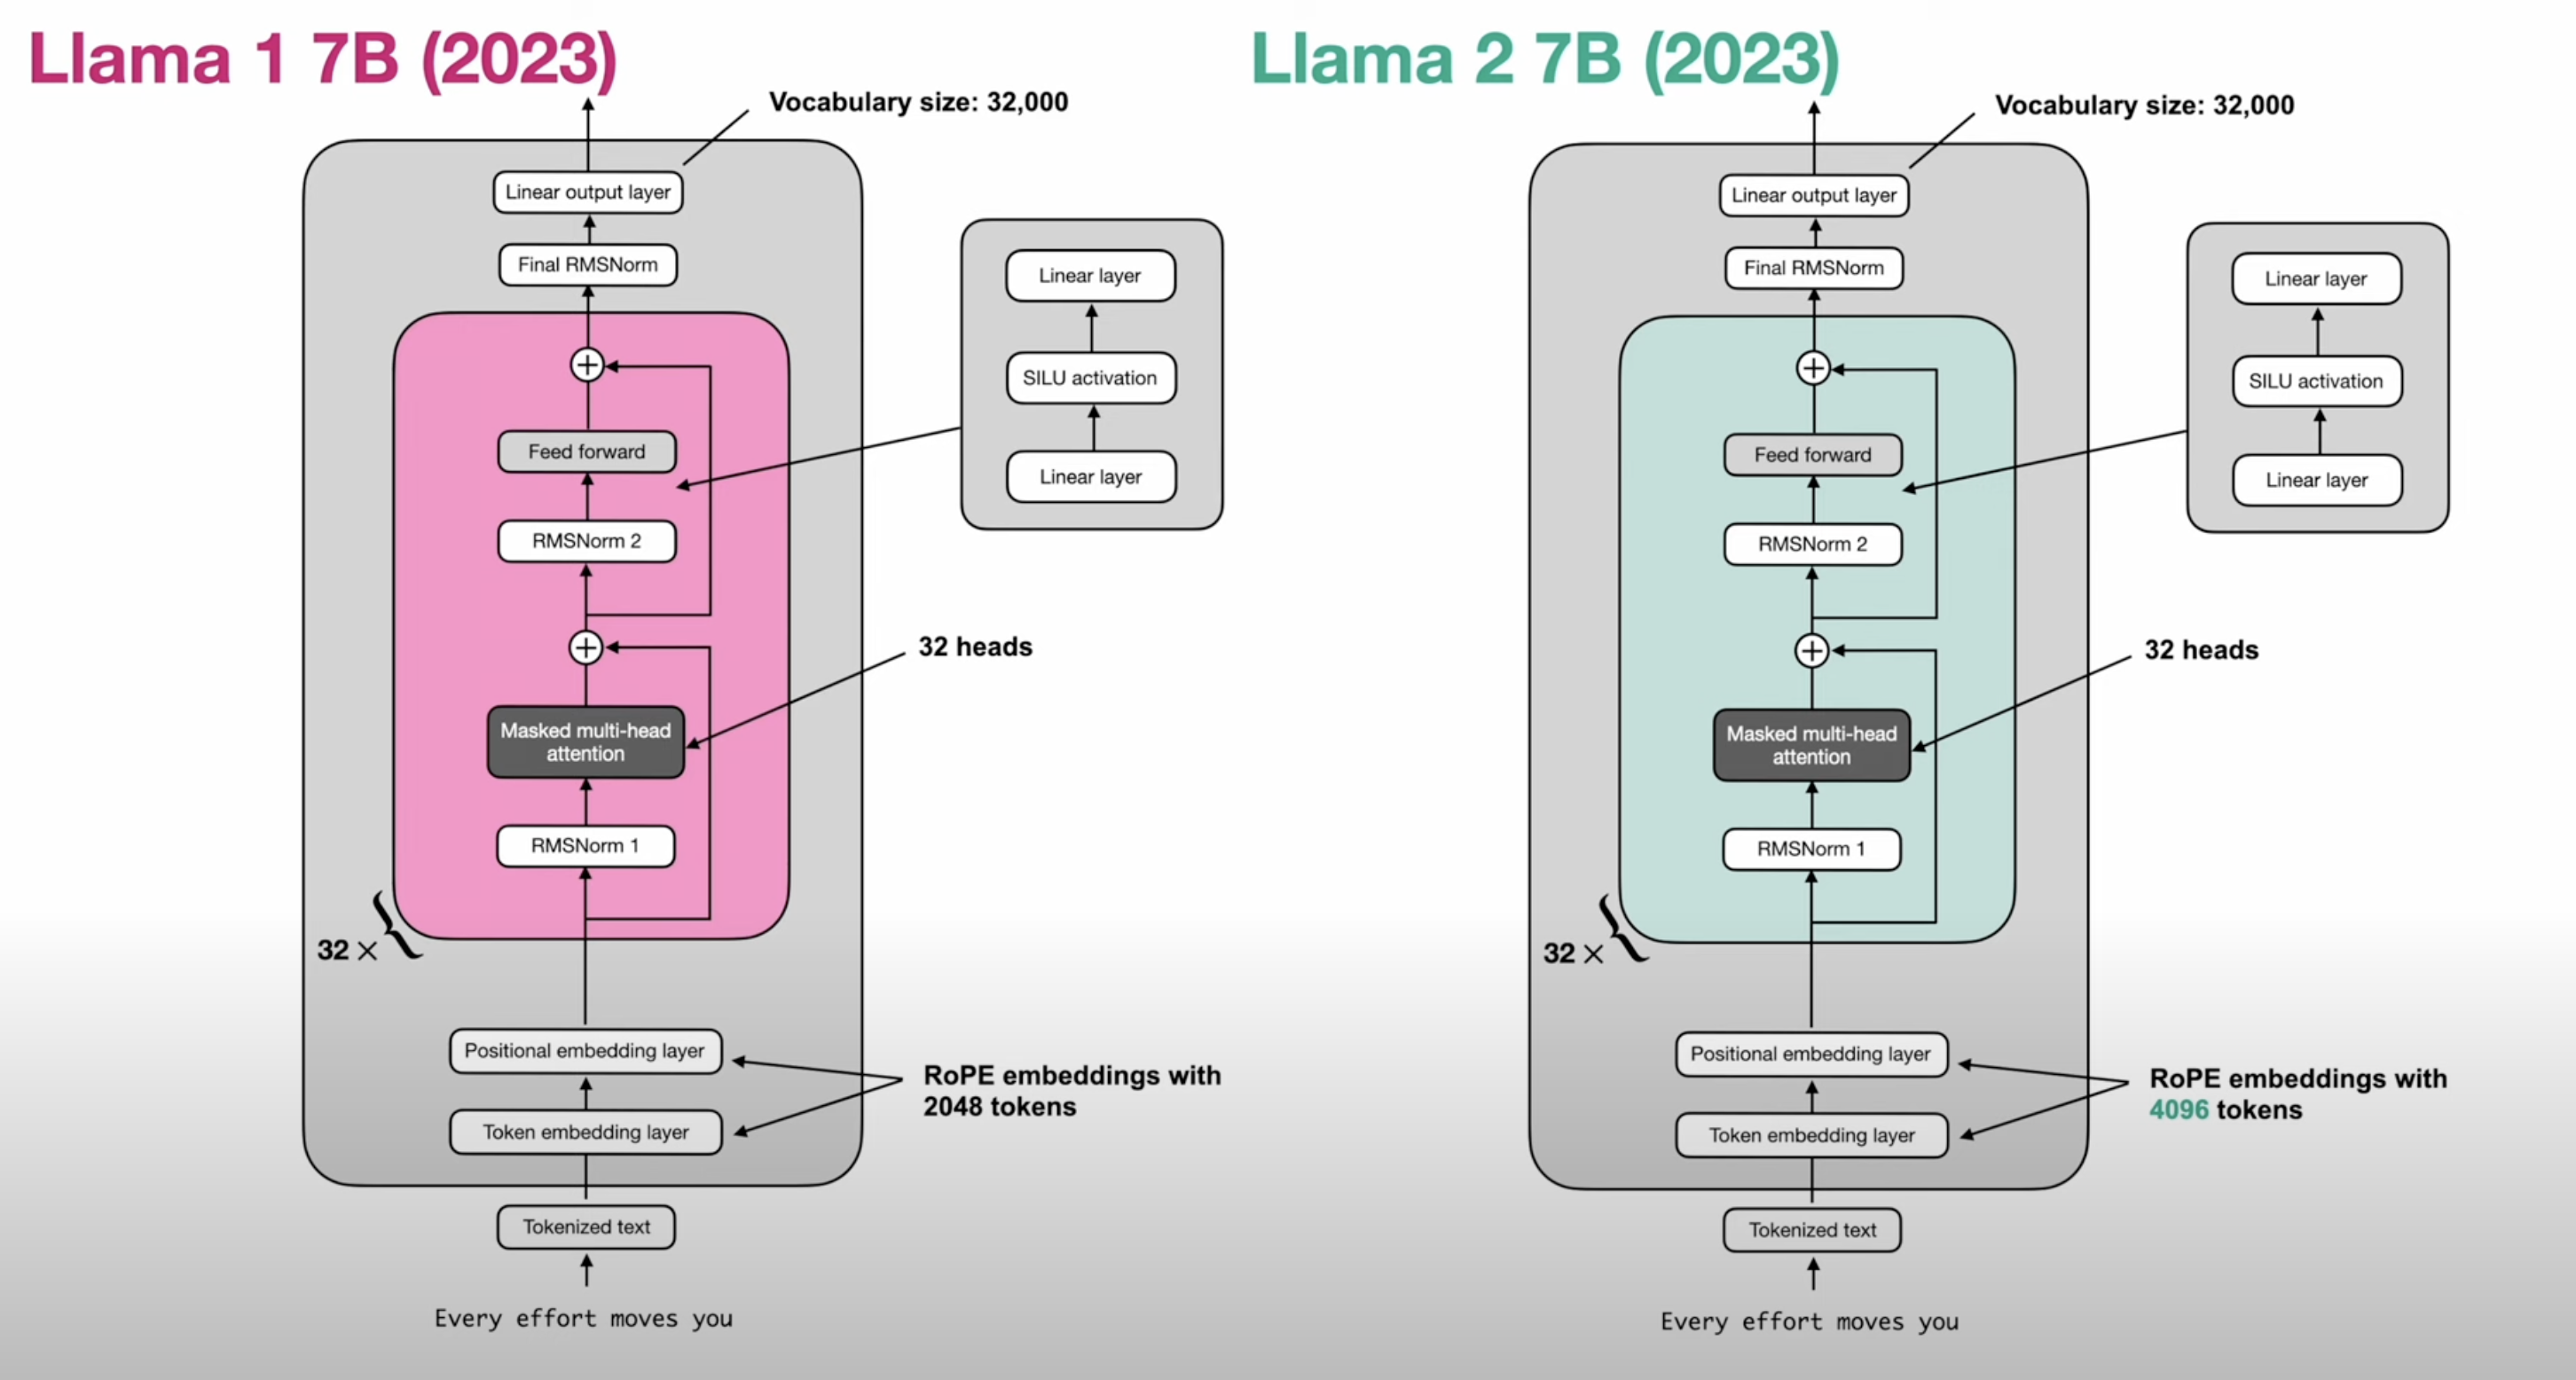 Llama 1 7B (2023)
Vocabulary size: 32,000
Linear output layer
Final RMSNorm
Feed forward
RMSNorm 2
Masked multi-head
attention
RMSNorm 1
32 ×
Positional embedding layer
Token embedding layer
Tokenized text
Every effort moves you
Linear layer
SILU activation
Linear layer
32 heads
RoPE embeddings with
2048 tokens
Llama 2 7B (2023)
Vocabulary size: 32,000
Linear output layer
Final RMSNorm
Feed forward
RMSNorm 2
Masked multi-head
attention
RMSNorm 1
32 ×
Positional embedding layer
Token embedding layer
Tokenized text
Every effort moves you
Linear layer
SILU activation
Linear layer
32 heads
RoPE embeddings with
4096 tokens